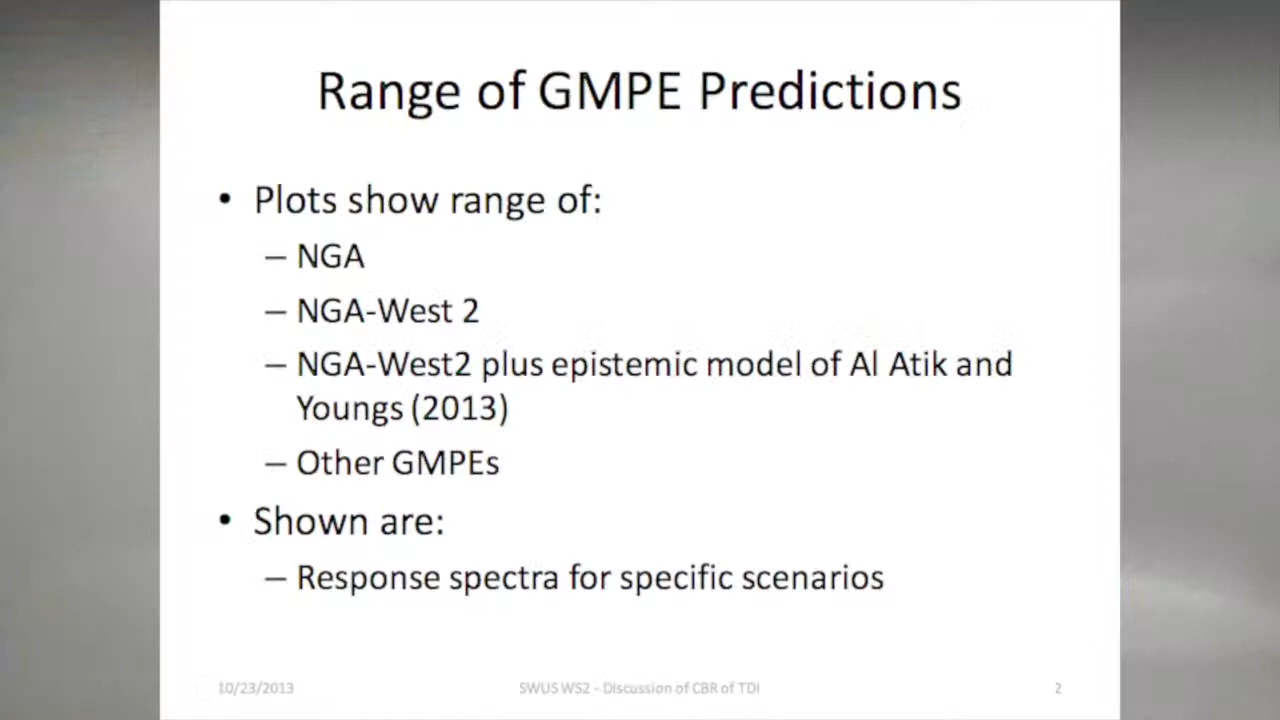 Range of GMPE Predictions
• Plots show range of:
– NGA
– NGA-West 2
– NGA-West2 plus epistemic model of Al Atik and
Youngs (2013)
– Other GMPEs
• Shown are:
– Response spectra for specific scenarios
10/23/2013
SWUS WS2 - Discussion of CBR of TDI
2